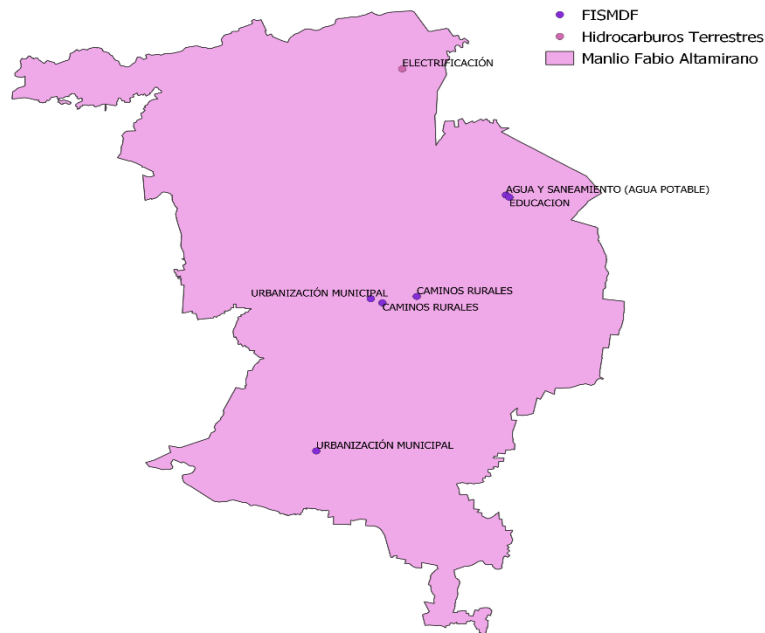 FISMDF
Hidrocarburos Terrestres
Manlio Fabio Altamirano
ELECTRIFICACIÓN
AGUA Y SANEAMIENTO (AGUA POTABLE)
EDUCACION
URBANIZACIÓN MUNICIPAL
CAMINOS RURALES
CAMINOS RURALES
URBANIZACIÓN MUNICIPAL